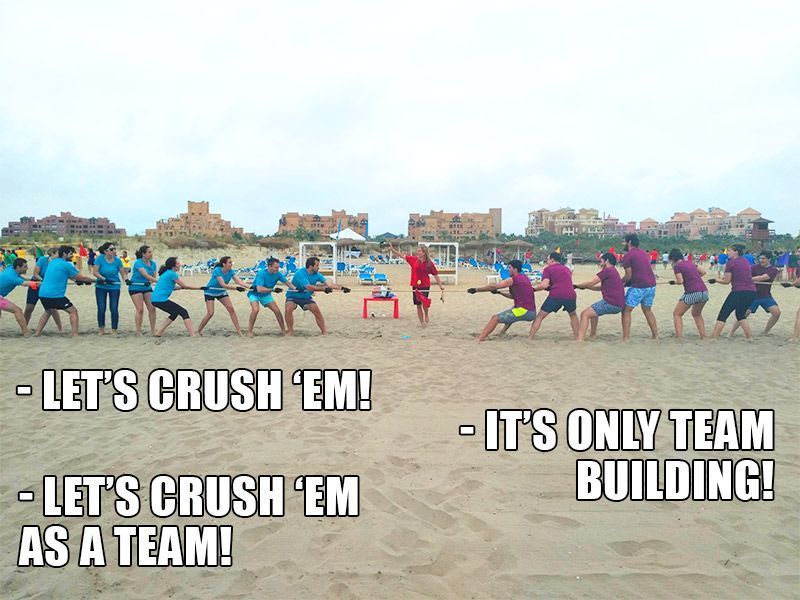 - LET'S CRUSH ‘EM!
- IT'S ONLY TEAM
BUILDING!
- LET'S CRUSH ‘EM
AS A TEAM!